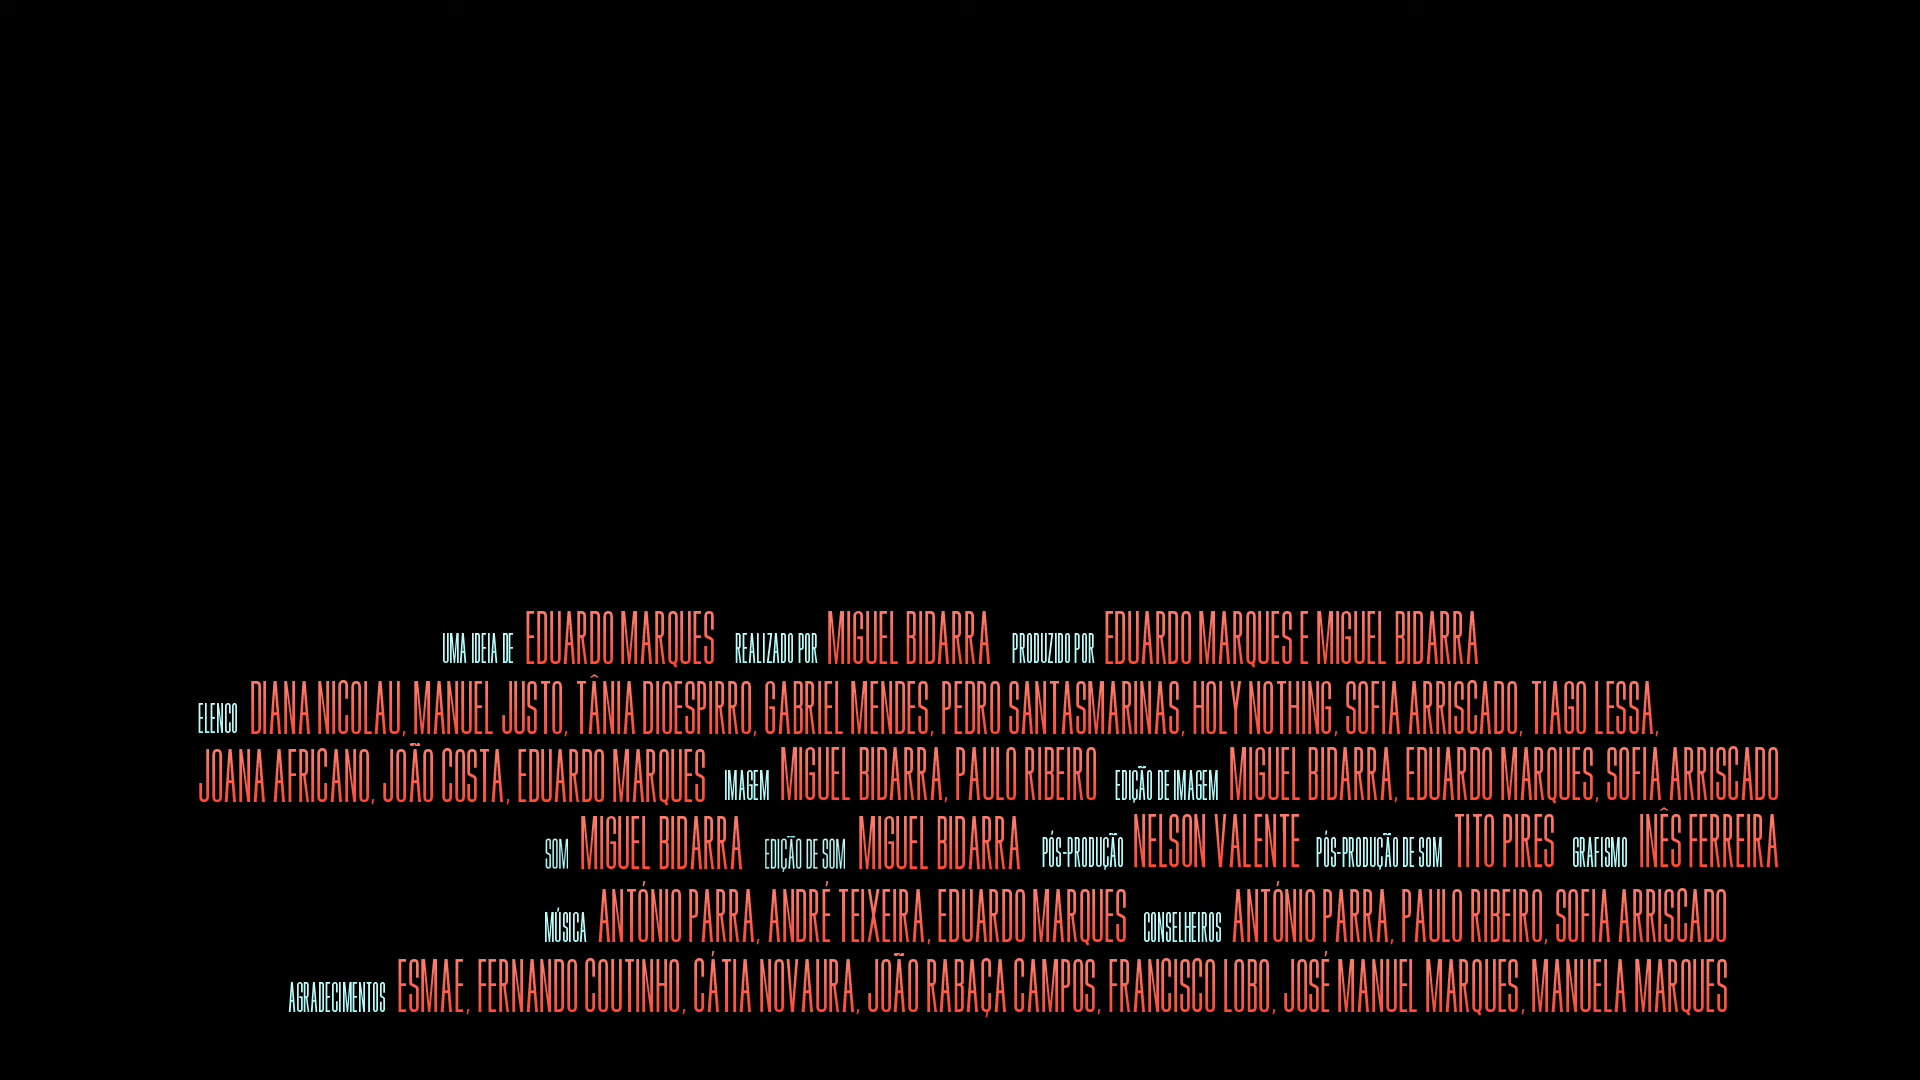 UMA IDEIA DE EDUARDO MARQUES REALIZADO POR MIGUEL BIDARRA PRODUZIDO POR EDUARDO MARQUES E MIGUEL BIDARRA
ELENCO DIANA NICOLAU, MANUEL JUSTO, TÂNIA DIOESPIRRO, GABRIEL MENDES, PEDRO SANTASMARINAS, HOLY NOTHING, SOFIA ARRISCADO, TIAGO LESSA,
JOANA AFRICANO, JOÃO COSTA, EDUARDO MARQUES IMAGEM MIGUEL BIDARRA, PAULO RIBEIRO EDIÇÃO DE IMAGEM MIGUEL BIDARRA, EDUARDO MARQUES, SOFIA ARRISCADO
SOM MIGUEL BIDARRA EDIÇÃO DE SOM MIGUEL BIDARRA PÓS-PRODUÇÃO NELSON VALENTE PÓS-PRODUÇÃO DE SOM TITO PIRES GRAFISMO INÊS FERREIRA
MÚSICA ANTÓNIO PARRA, ANDRÉ TEIXEIRA, EDUARDO MARQUES CONSELHEIROS ANTÓNIO PARRA, PAULO RIBEIRO, SOFIA ARRISCADO
AGRADECIMENTOS ESMAE, FERNANDO COUTINHO, CÁTIA NOVAURA, JOÃO RABAÇA CAMPOS, FRANCISCO LOBO, JOSÉ MANUEL MARQUES, MANUELA MARQUES